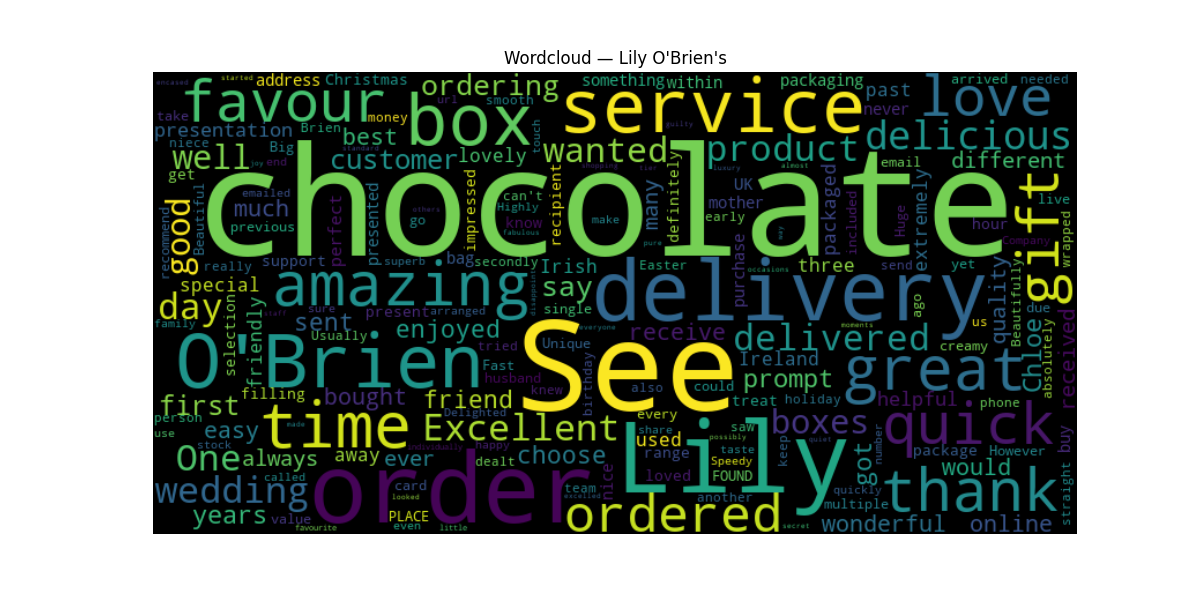 Wordcloud — Lily O'Brien's
encased started address Christmas ordering something within packaging arrived needed
favour money box url smooth service past love
take never
presentation Brien best touch delicious
niece Big customer lovely wanted product
well joy end standard guilty email different
get shopping tier almost luxury
chocolate
emailed can't UK live
Beautiful much perfect presented others Highly impressed recipient many definitely mother packaged included Huge extremely gift
good previous go know make early hour
recommend fabulous pure may Company wrapped
support superb bag secondly Irish Easter three send yet
really occasions purchase quality
special amazing disappoint say delivery ago Beautifully
day sure present arranged single due
family staff everyone moments us
sent Usually enjoyed See receive delivered Chloe
selection friendly tried Unique creamy absolutely received
O'Brien Fast Ireland great
husband birthday could prompt
filling knew also treat holiday
first bought friend helpful phone
person Delighted every boxes
use easy time made Excellent share saw quick buy
stock individually happy used possibly keep quiet number However
One always away ever dealt choose range taste package
called loved Speedy got would
wedding order card nice team FOUND Lily quickly thank
looked excelled another multiple straight
years value PLACE ordered wonderful online
favourite even little secret